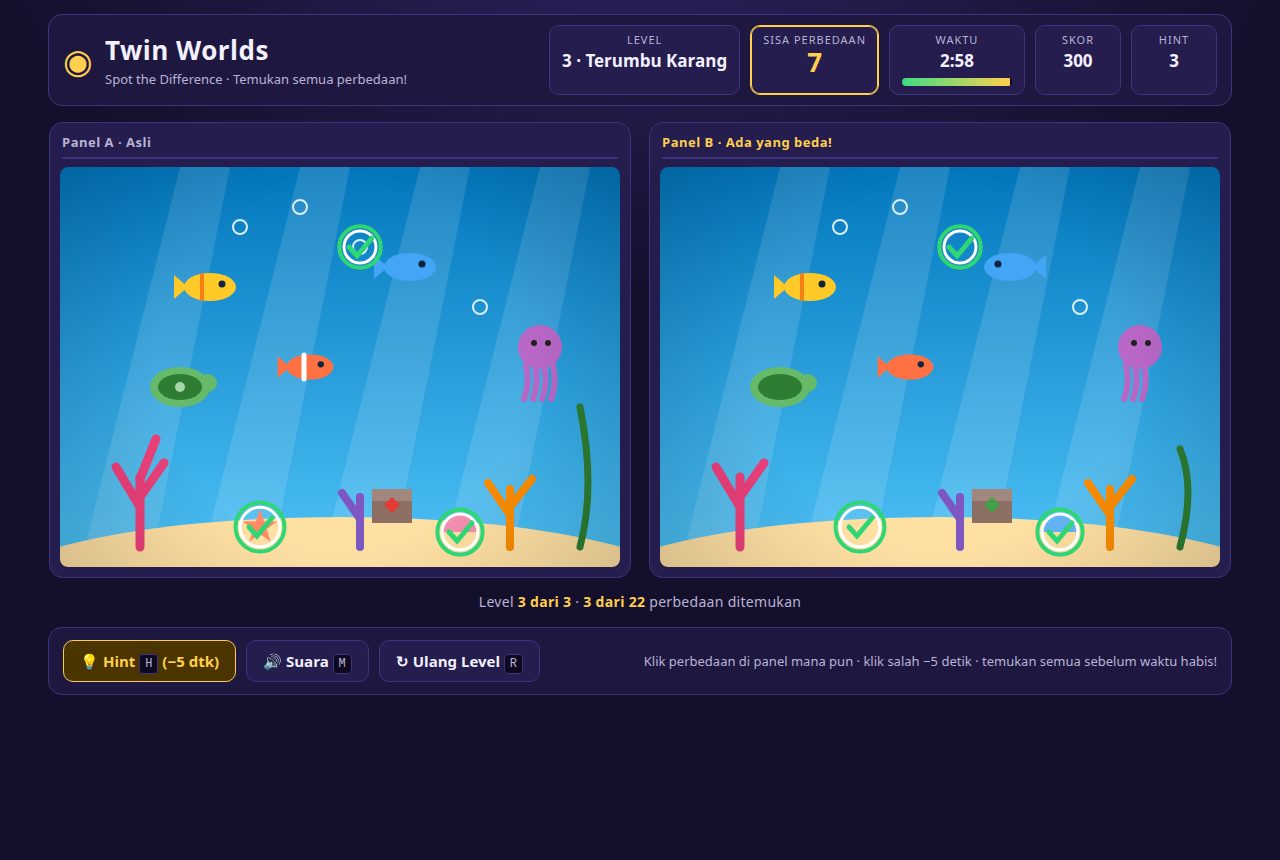 Twin Worlds
Spot the Difference · Temukan semua perbedaan!
LEVEL
3 · Terumbu Karang
SISA PERBEDAAN
7
WAKTU
2:58
SKOR
300
HINT
3
Panel A · Asli
Panel B · Ada yang beda!
Level 3 dari 3 · 3 dari 22 perbedaan ditemukan
💡 Hint H (−5 dtk)
🔊 Suara M
↻ Ulang Level R
Klik perbedaan di panel mana pun · klik salah −5 detik · temukan semua sebelum waktu habis!